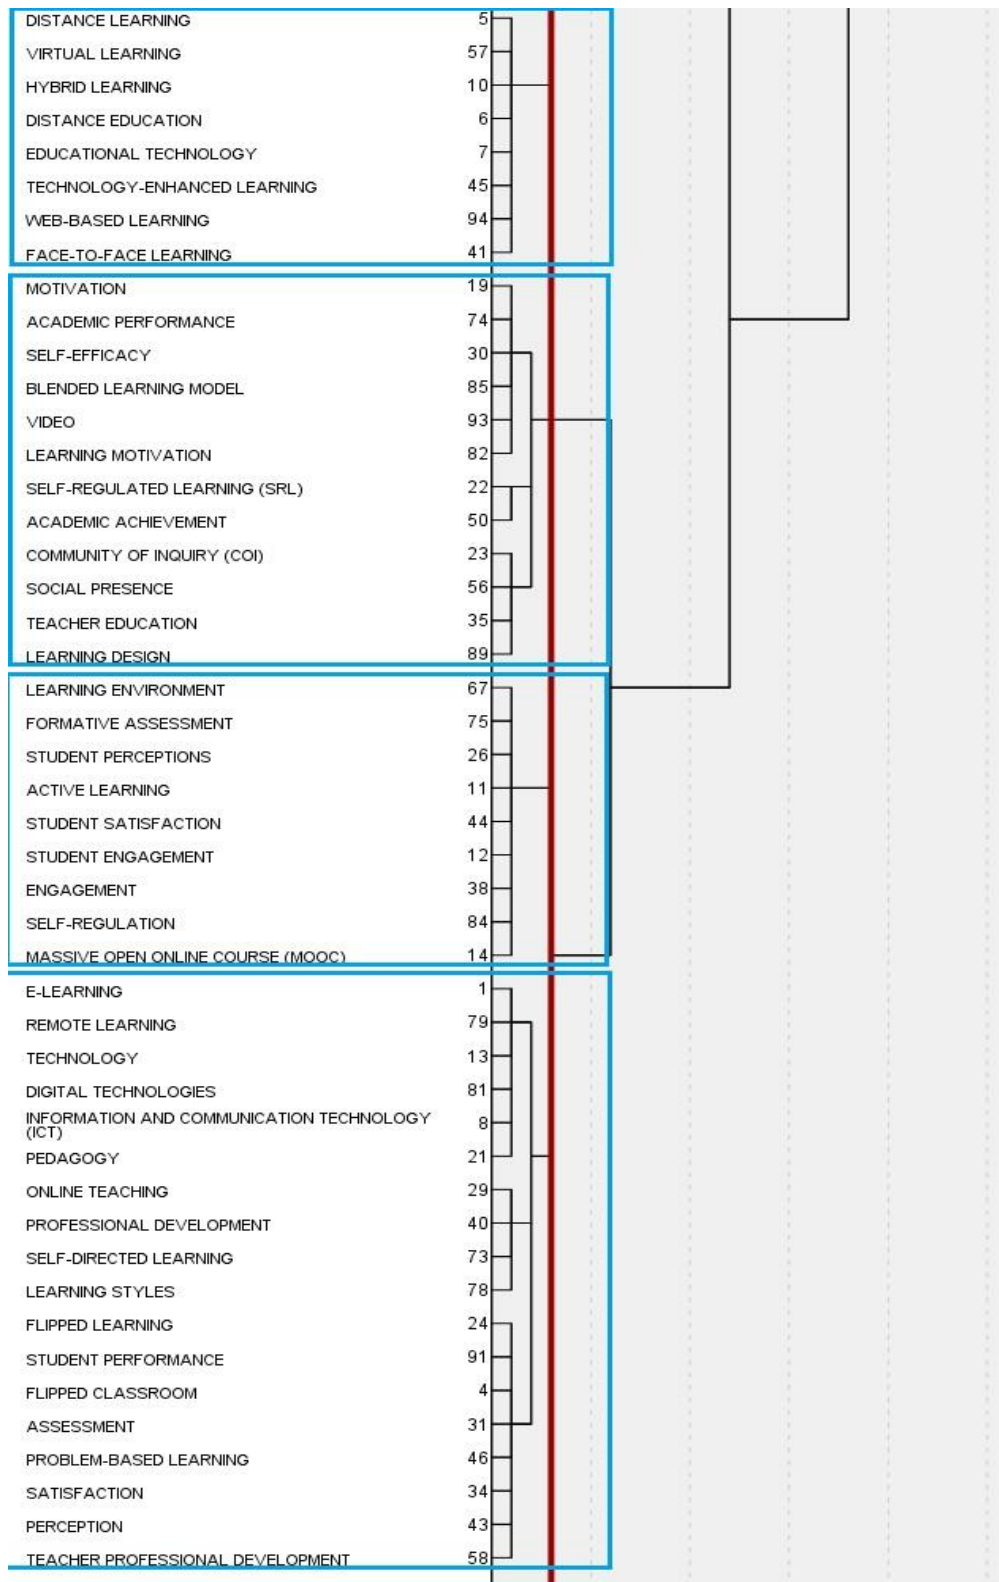 DISTANCE LEARNING 5
VIRTUAL LEARNING 57
HYBRID LEARNING 10
DISTANCE EDUCATION 6
EDUCATIONAL TECHNOLOGY 7
TECHNOLOGY-ENHANCED LEARNING 45
WEB-BASED LEARNING 94
FACE-TO-FACE LEARNING 41
MOTIVATION 19
ACADEMIC PERFORMANCE 74
SELF-EFFICACY 30
BLENDED LEARNING MODEL 85
VIDEO 93
LEARNING MOTIVATION 82
SELF-REGULATED LEARNING (SRL) 22
ACADEMIC ACHIEVEMENT 50
COMMUNITY OF INQUIRY (COI) 23
SOCIAL PRESENCE 56
TEACHER EDUCATION 35
LEARNING DESIGN 89
LEARNING ENVIRONMENT 67
FORMATIVE ASSESSMENT 75
STUDENT PERCEPTIONS 26
ACTIVE LEARNING 11
STUDENT SATISFACTION 44
STUDENT ENGAGEMENT 12
ENGAGEMENT 38
SELF-REGULATION 84
MASSIVE OPEN ONLINE COURSE (MOOC) 14
E-LEARNING 1
REMOTE LEARNING 79
TECHNOLOGY 13
DIGITAL TECHNOLOGIES 81
INFORMATION AND COMMUNICATION TECHNOLOGY 8
(ICT)
PEDAGOGY 21
ONLINE TEACHING 29
PROFESSIONAL DEVELOPMENT 40
SELF-DIRECTED LEARNING 73
LEARNING STYLES 78
FLIPPED LEARNING 24
STUDENT PERFORMANCE 91
FLIPPED CLASSROOM 4
ASSESSMENT 31
PROBLEM-BASED LEARNING 46
SATISFACTION 34
PERCEPTION 43
TEACHER PROFESSIONAL DEVELOPMENT 58